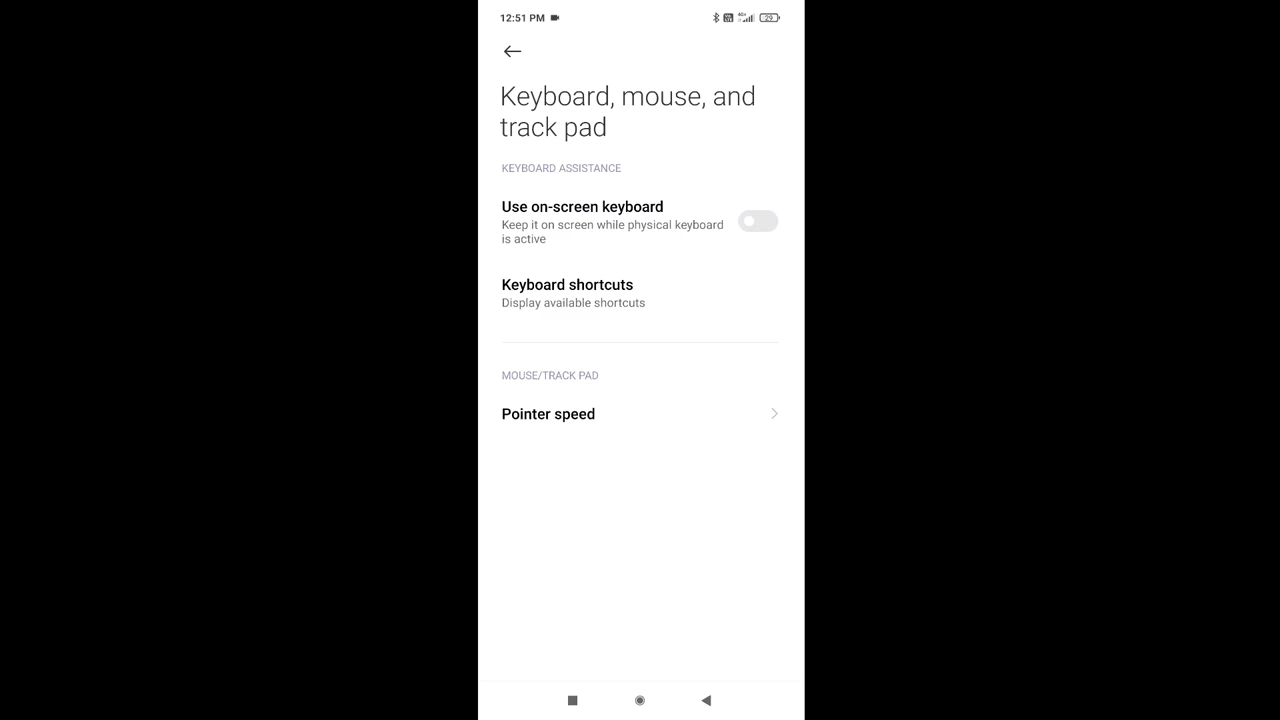 12:51 PM
29
Keyboard, mouse, and
track pad
KEYBOARD ASSISTANCE
Use on-screen keyboard
Keep it on screen while physical keyboard
is active
Keyboard shortcuts
Display available shortcuts
MOUSE/TRACK PAD
Pointer speed